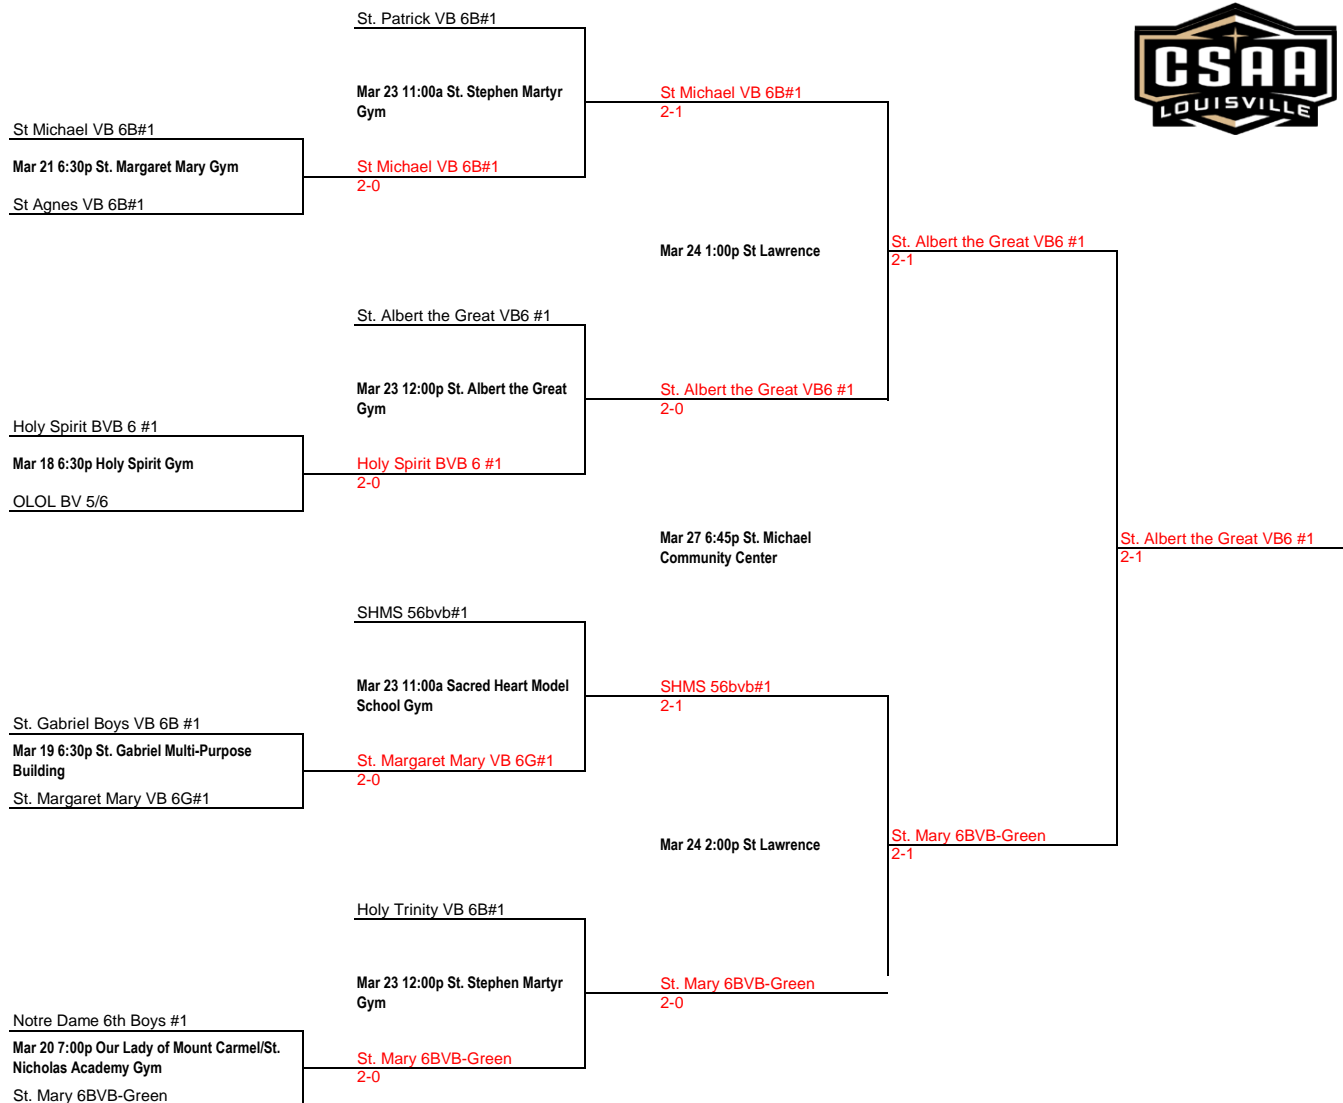 St. Patrick VB 6B#1
CSAA
LOUISVILLE
Mar 23 11:00a St. Stephen Martyr
Gym
St Michael VB 6B#1
2-1
St Michael VB 6B#1
Mar 21 6:30p St. Margaret Mary Gym
St Michael VB 6B#1
2-0
St Agnes VB 6B#1
Mar 24 1:00p St Lawrence
St. Albert the Great VB6 #1
2-1
St. Albert the Great VB6 #1
Mar 23 12:00p St. Albert the Great
Gym
St. Albert the Great VB6 #1
2-0
Holy Spirit BVB 6 #1
Mar 18 6:30p Holy Spirit Gym
Holy Spirit BVB 6 #1
2-0
OLOL BV 5/6
Mar 27 6:45p St. Michael
Community Center
St. Albert the Great VB6 #1
2-1
SHMS 56bvb#1
Mar 23 11:00a Sacred Heart Model
School Gym
SHMS 56bvb#1
2-1
St. Gabriel Boys VB 6B #1
Mar 19 6:30p St. Gabriel Multi-Purpose
Building
St. Margaret Mary VB 6G#1
2-0
St. Margaret Mary VB 6G#1
Mar 24 2:00p St Lawrence
St. Mary 6BVB-Green
2-1
Holy Trinity VB 6B#1
Mar 23 12:00p St. Stephen Martyr
Gym
St. Mary 6BVB-Green
2-0
Notre Dame 6th Boys #1
Mar 20 7:00p Our Lady of Mount Carmel/St.
Nicholas Academy Gym
St. Mary 6BVB-Green
2-0
St. Mary 6BVB-Green